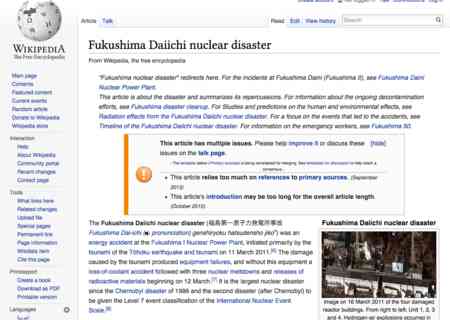 WIKIPEDIA
The Free Encyclopedia
Main page
Contents
Featured content
Current events
Random article
Donate to Wikipedia
Wikipedia store
Interaction
Help
About Wikipedia
Community portal
Recent changes
Contact page
Tools
What links here
Related changes
Upload file
Special pages
Permanent link
Page information
Wikidata item
Cite this page
Print/export
Create a book
Download as PDF
Printable version
Languages
Article Talk
Read Edit View history Search
Fukushima Daiichi nuclear disaster
From Wikipedia, the free encyclopedia
"Fukushima nuclear disaster" redirects here. For the incidents at Fukushima Daini (Fukushima II), see Fukushima Daini
Nuclear Power Plant.
This article is about the disaster and summarizes its repercussions. For information about the ongoing decontamination
efforts, see Fukushima disaster cleanup. For Studies and predictions on the human and environmental effects, see
Radiation effects from the Fukushima Daiichi nuclear disaster. For a focus on the events that led to the accidents, see
Timeline of the Fukushima Daiichi nuclear disaster. For information on the emergency workers, see Fukushima 50.
This article has multiple issues. Please help improve it or discuss these [hide]
issues on the talk page.
• This article relies too much on references to primary sources. (September
2015)
• This article's introduction may be too long for the overall article length.
(October 2015)
The Fukushima Daiichi nuclear disaster (福島第一原子力発電所事故
Fukushima Dai-ichi pronunciation) genshiryoku hatsudensho jiko) was an
energy accident at the Fukushima I Nuclear Power Plant, initiated primarily by the
tsunami of the Tōhoku earthquake and tsunami on 11 March 2011.[6] The damage
caused by the tsunami produced equipment failures, and without this equipment a
loss-of-coolant accident followed with three nuclear meltdowns and releases of
radioactive materials beginning on 12 March.[7] It is the largest nuclear disaster
since the Chernobyl disaster of 1986 and the second disaster (after Chernobyl) to
be given the Level 7 event classification of the International Nuclear Event
Scale.[8]
Fukushima Daiichi nuclear disaster
Image on 16 March 2011 of the four damaged
reactor buildings. From right to left: Unit 1, 2, 3
and 4. Hydrogen-air explosions occurred in